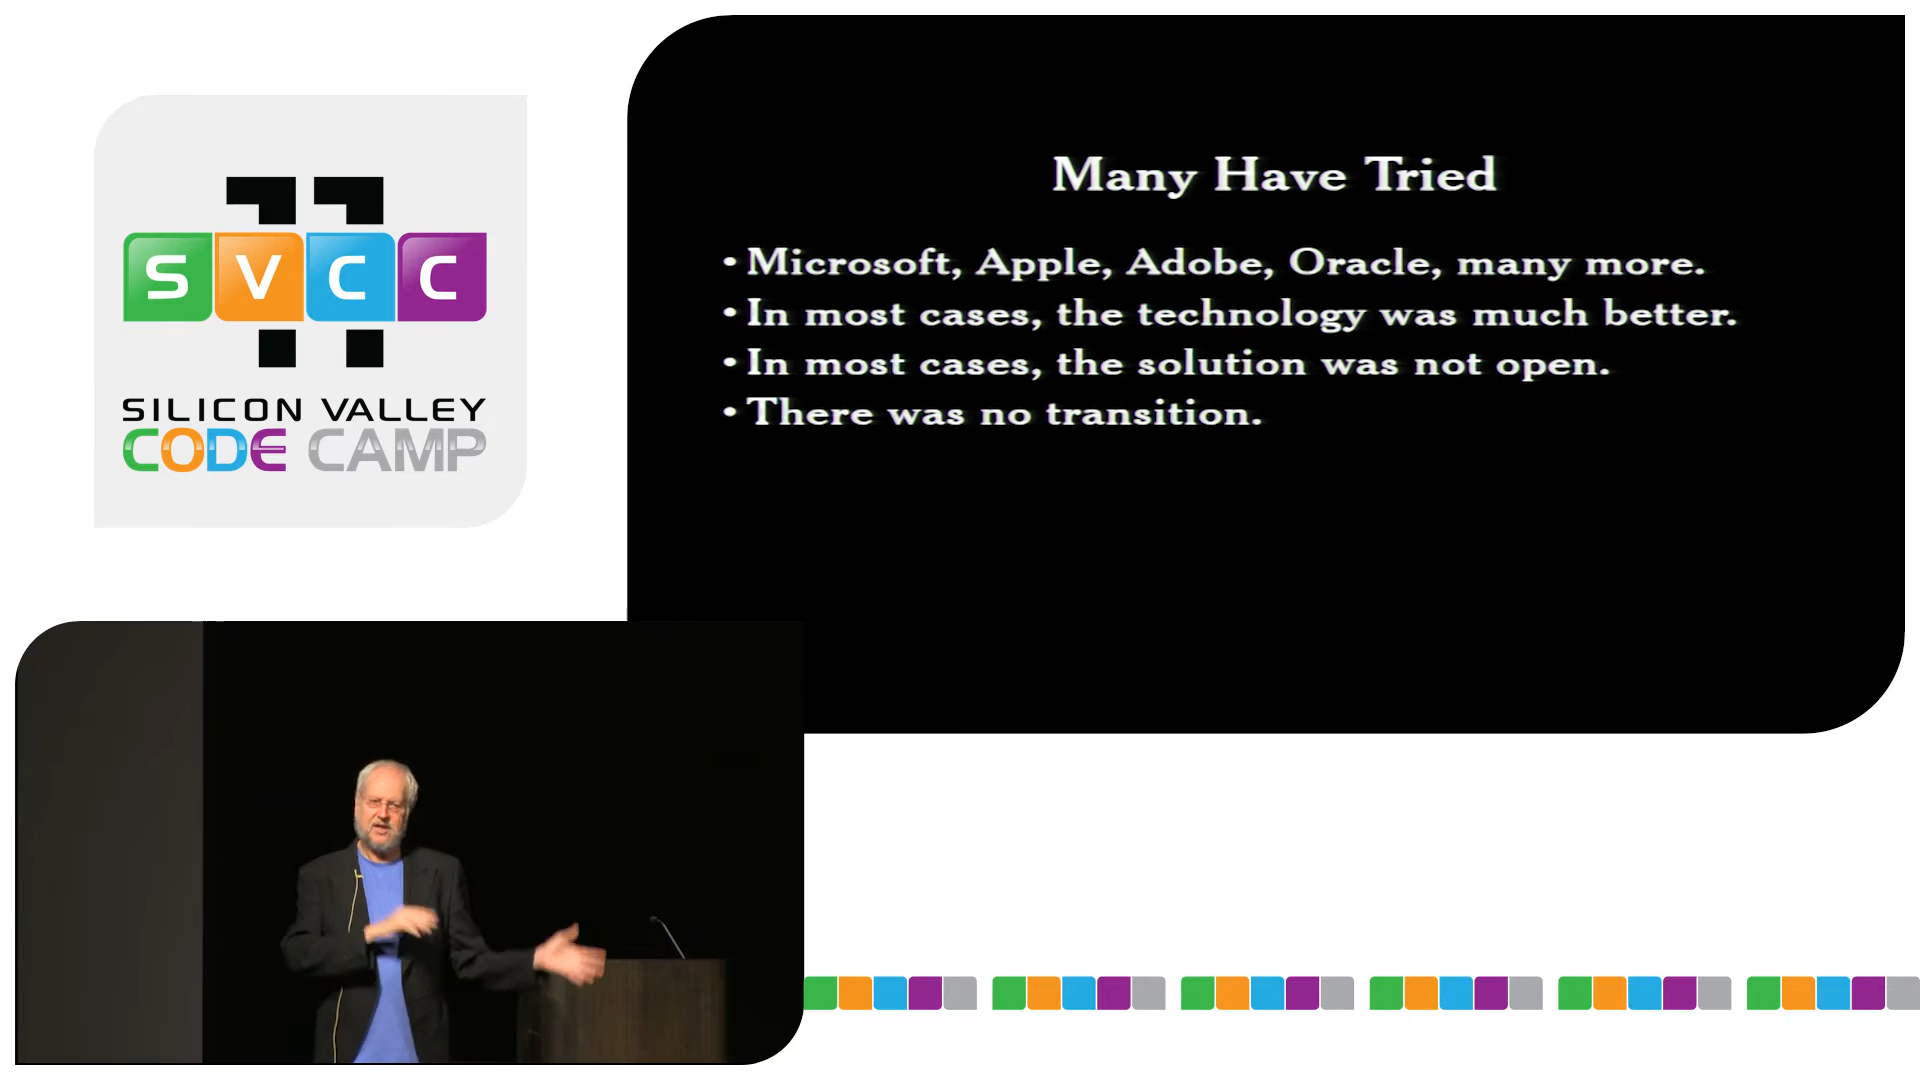 SVCC
SILICON VALLEY
CODE CAMP
Many Have Tried
• Microsoft, Apple, Adobe, Oracle, many more.
• In most cases, the technology was much better.
• In most cases, the solution was not open.
• There was no transition.